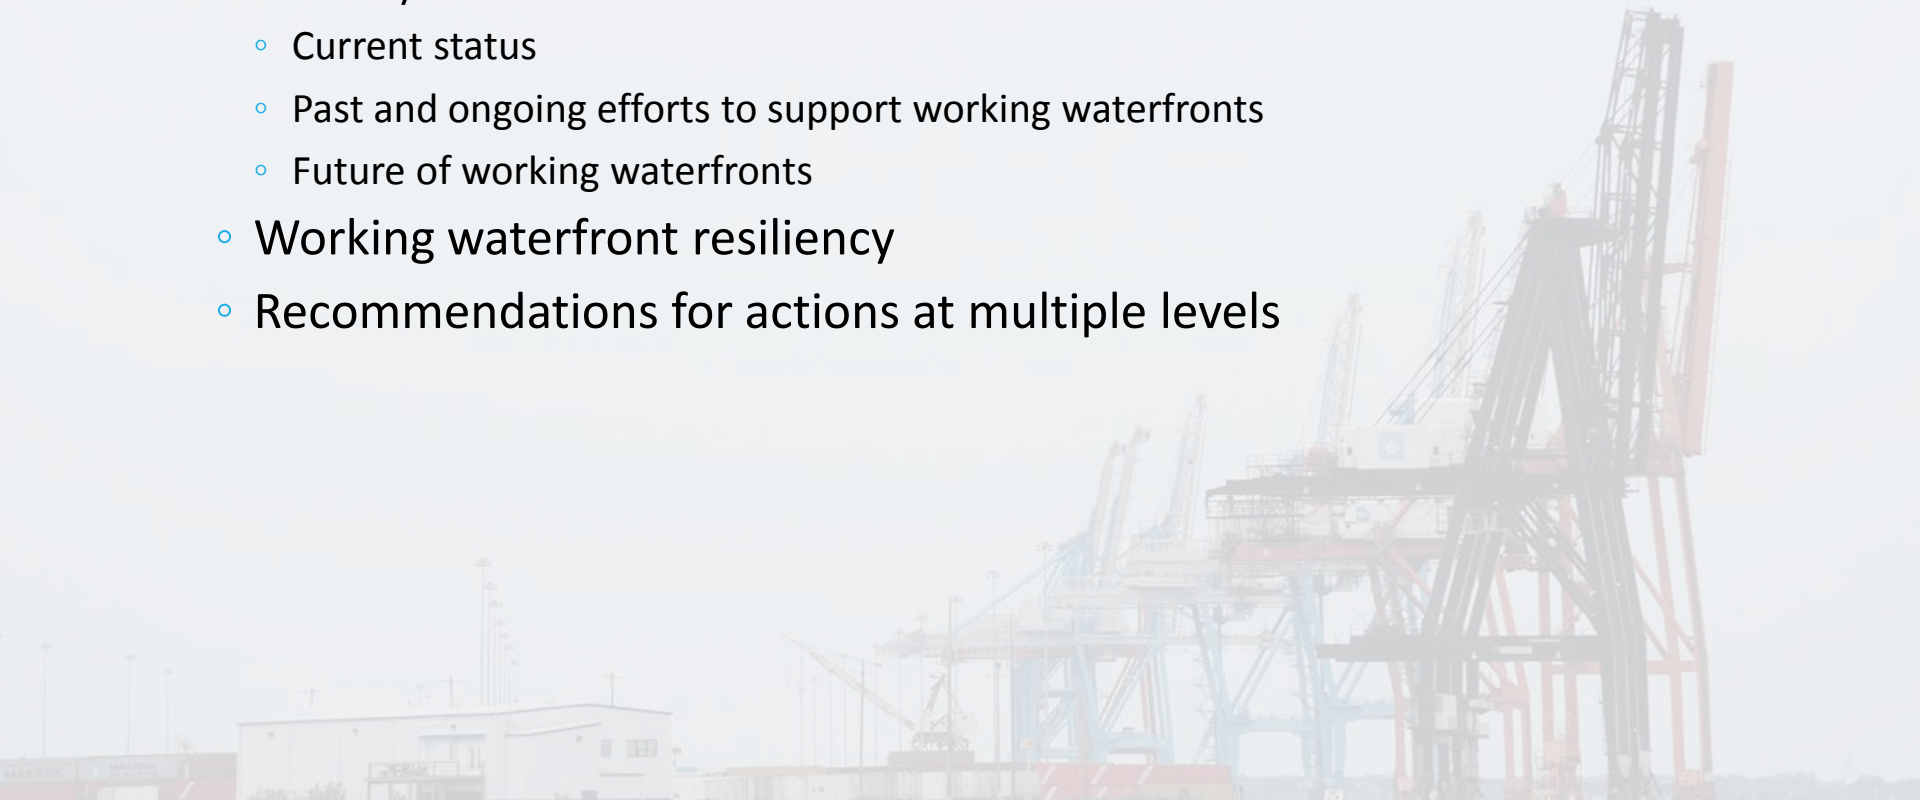 ◦ Current status
◦ Past and ongoing efforts to support working waterfronts
◦ Future of working waterfronts
◦ Working waterfront resiliency
◦ Recommendations for actions at multiple levels
MAERSK